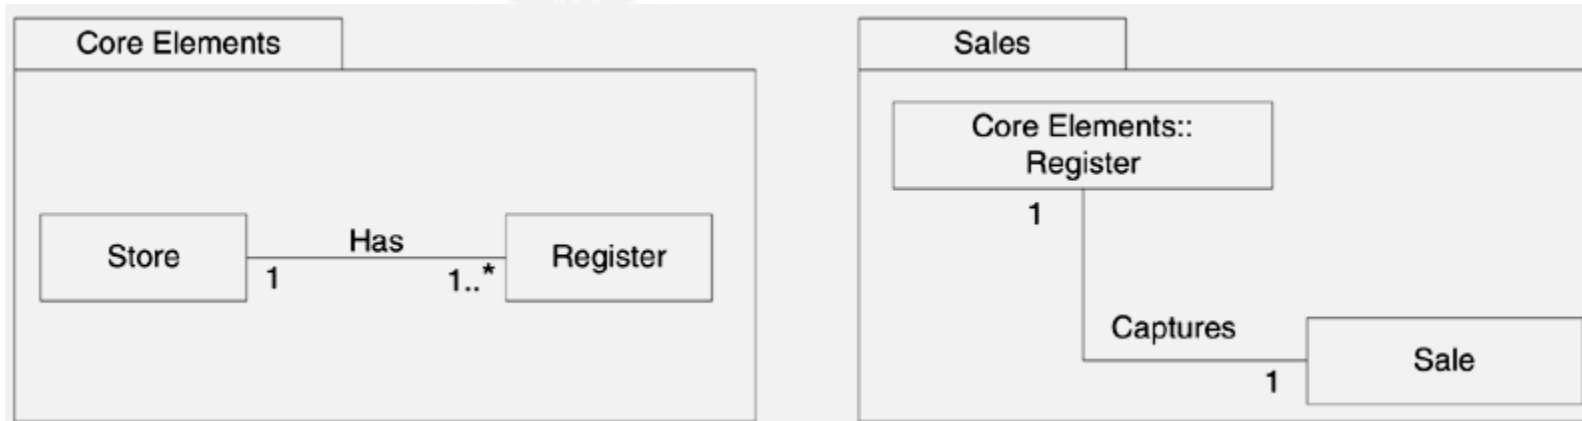 Core Elements
Store
Has
1
1..*
Register
Sales
Core Elements::
Register
1
Captures
1
Sale